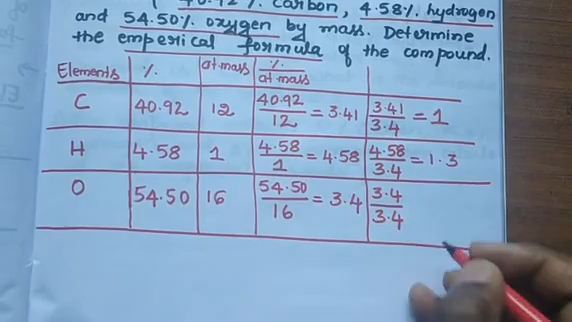 40.92%. carbon, 4.58%. hydrogen
and 54.50%. oxygen by mass. Determine
the emperical formula of the compound.
Elements %. at mass %. / at mass
C 40.92 12 40.92/12 = 3.41 3.41/3.4 = 1
H 4.58 1 4.58/1 = 4.58 4.58/3.4 = 1.3
O 54.50 16 54.50/16 = 3.4 3.4/3.4